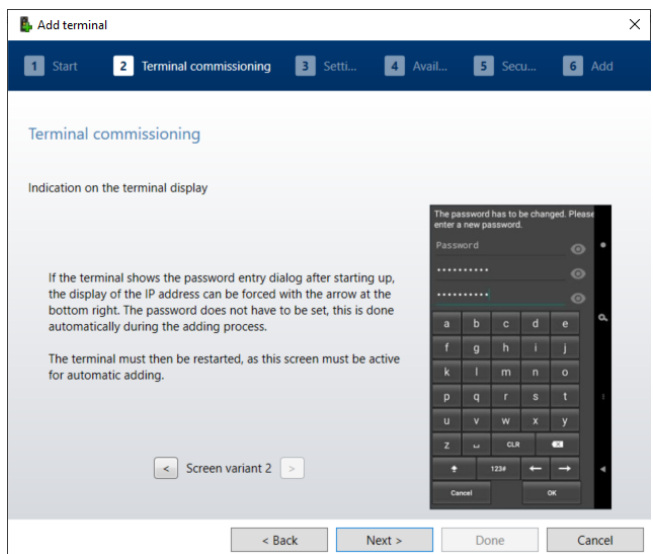 Add terminal
1 Start 2 Terminal commissioning 3 Setti... 4 Avail... 5 Secu... 6 Add
Terminal commissioning
Indication on the terminal display
The password has to be changed. Please
enter a new password.
Password
If the terminal shows the password entry dialog after starting up,
the display of the IP address can be forced with the arrow at the
bottom right. The password does not have to be set, this is done
automatically during the adding process.
The terminal must then be restarted, as this screen must be active
for automatic adding.
a b c d e
f g h i j
k l m n o
p q r s t
u v w x y
z CLR
123#
Cancel OK
< Screen variant 2 >
< Back Next > Done Cancel